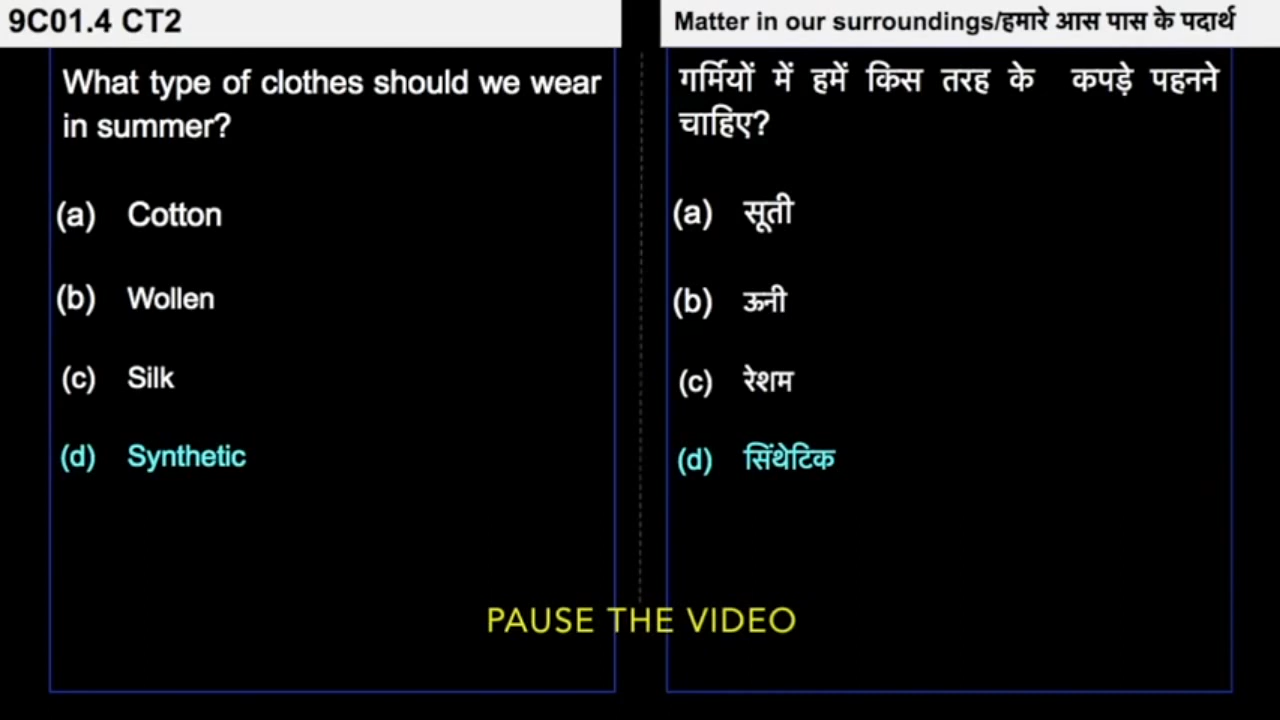 9C01.4 CT2
Matter in our surroundings/हमारे आस पास के पदार्थ
What type of clothes should we wear
in summer?
(a) Cotton
(b) Wollen
(c) Silk
(d) Synthetic
गर्मियों में हमें किस तरह के कपड़े पहनने
चाहिए?
(a) सूती
(b) ऊनी
(c) रेशम
(d) सिंथेटिक
PAUSE THE VIDEO